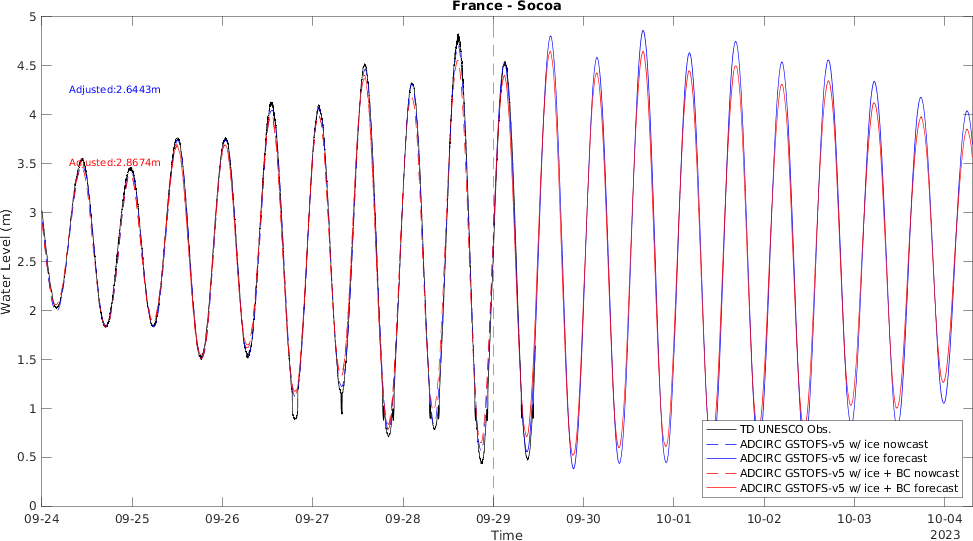 France - Socoa
5
4.5
4
3.5
3
2.5
2
1.5
1
0.5
0
Water Level (m)
Adjusted:2.6443m
Adjusted:2.8674m
TD UNESCO Obs.
ADCIRC GSTOFS-v5 w/ ice nowcast
ADCIRC GSTOFS-v5 w/ ice forecast
ADCIRC GSTOFS-v5 w/ ice + BC nowcast
ADCIRC GSTOFS-v5 w/ ice + BC forecast
09-24 09-25 09-26 09-27 09-28 09-29 09-30 10-01 10-02 10-03 10-04
2023
Time